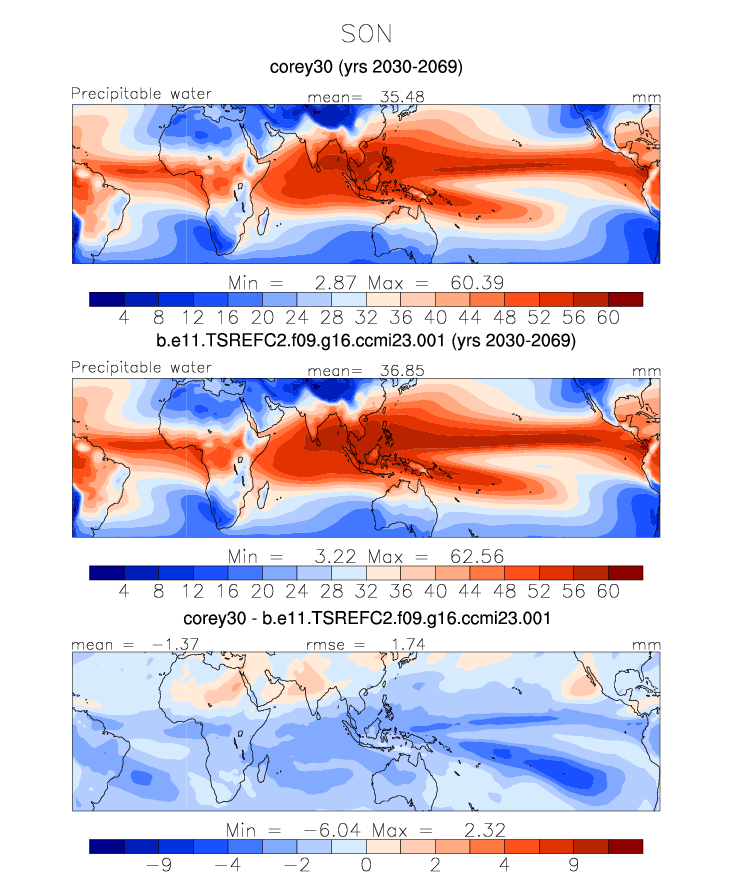 SON
corey30 (yrs 2030-2069)
Precipitable water mean= 35.48 mm
Min = 2.87 Max = 60.39
4 8 12 16 20 24 28 32 36 40 44 48 52 56 60
b.e11.TSREFC2.f09.g16.ccmi23.001 (yrs 2030-2069)
Precipitable water mean= 36.85 mm
Min = 3.22 Max = 62.56
4 8 12 16 20 24 28 32 36 40 44 48 52 56 60
corey30 - b.e11.TSREFC2.f09.g16.ccmi23.001
mean = -1.37 rmse = 1.74 mm
Min = -6.04 Max = 2.32
-9 -4 -2 0 2 4 9